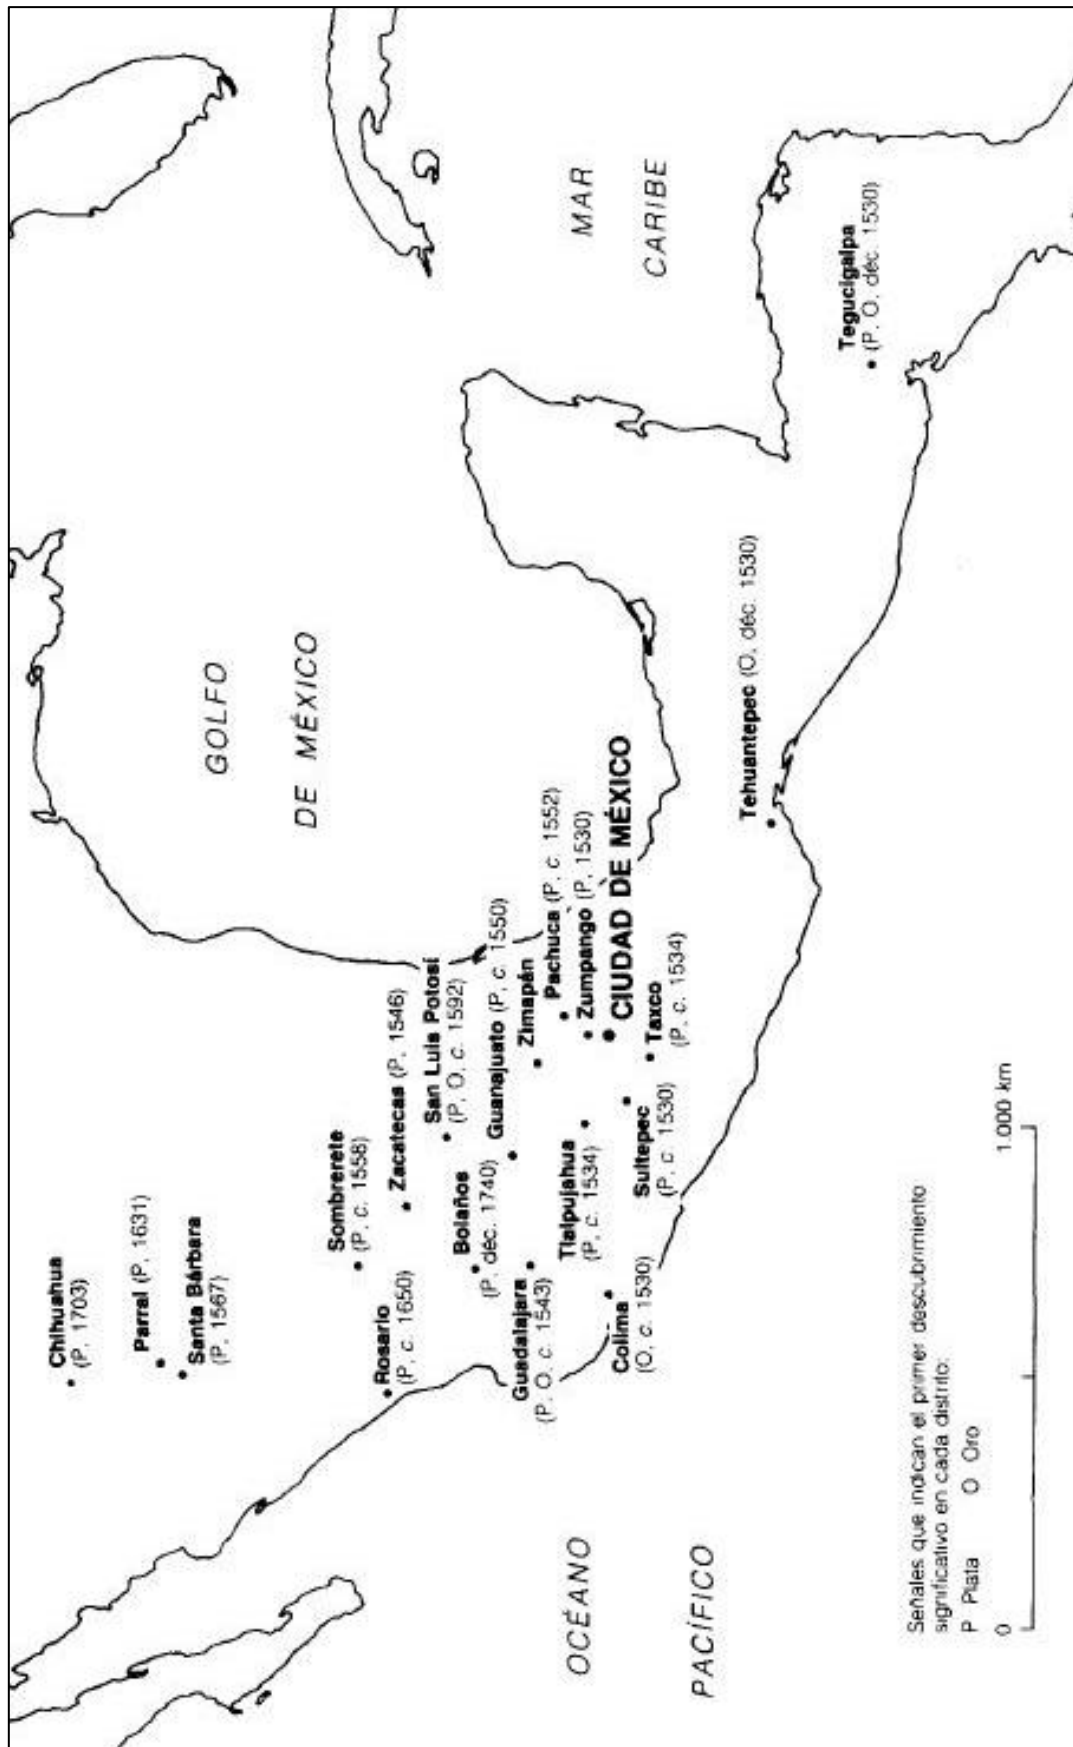 GOLFO
DE MÉXICO
MAR
CARIBE
OCÉANO
PACÍFICO
Chihuahua
(P, 1703)
Parral (P, 1631)
Santa Bárbara
(P, 1567)
Sombrerete
(P, c. 1558)
Rosario
(P, c. 1650)
Zacatecas (P, 1546)
San Luis Potosí
(P, O, c. 1592)
Bolaños
(P, déc. 1740)
Guanajuato (P, c. 1550)
Guadalajara
(P, O, c. 1543)
Zimapán
Pachuca (P, c. 1552)
Zumpango (P, 1530)
CIUDAD DE MÉXICO
Tlalpujahua
(P, c. 1534)
Colima
(O, c. 1530)
Sultepec
(P, c. 1530)
Taxco
(P, c. 1534)
Tehuantepec (O, déc. 1530)
Tegucigalpa
(P, O, déc. 1530)
Señales que indican el primer descubrimiento
significativo en cada distrito:
P Plata O Oro
0 1.000 km